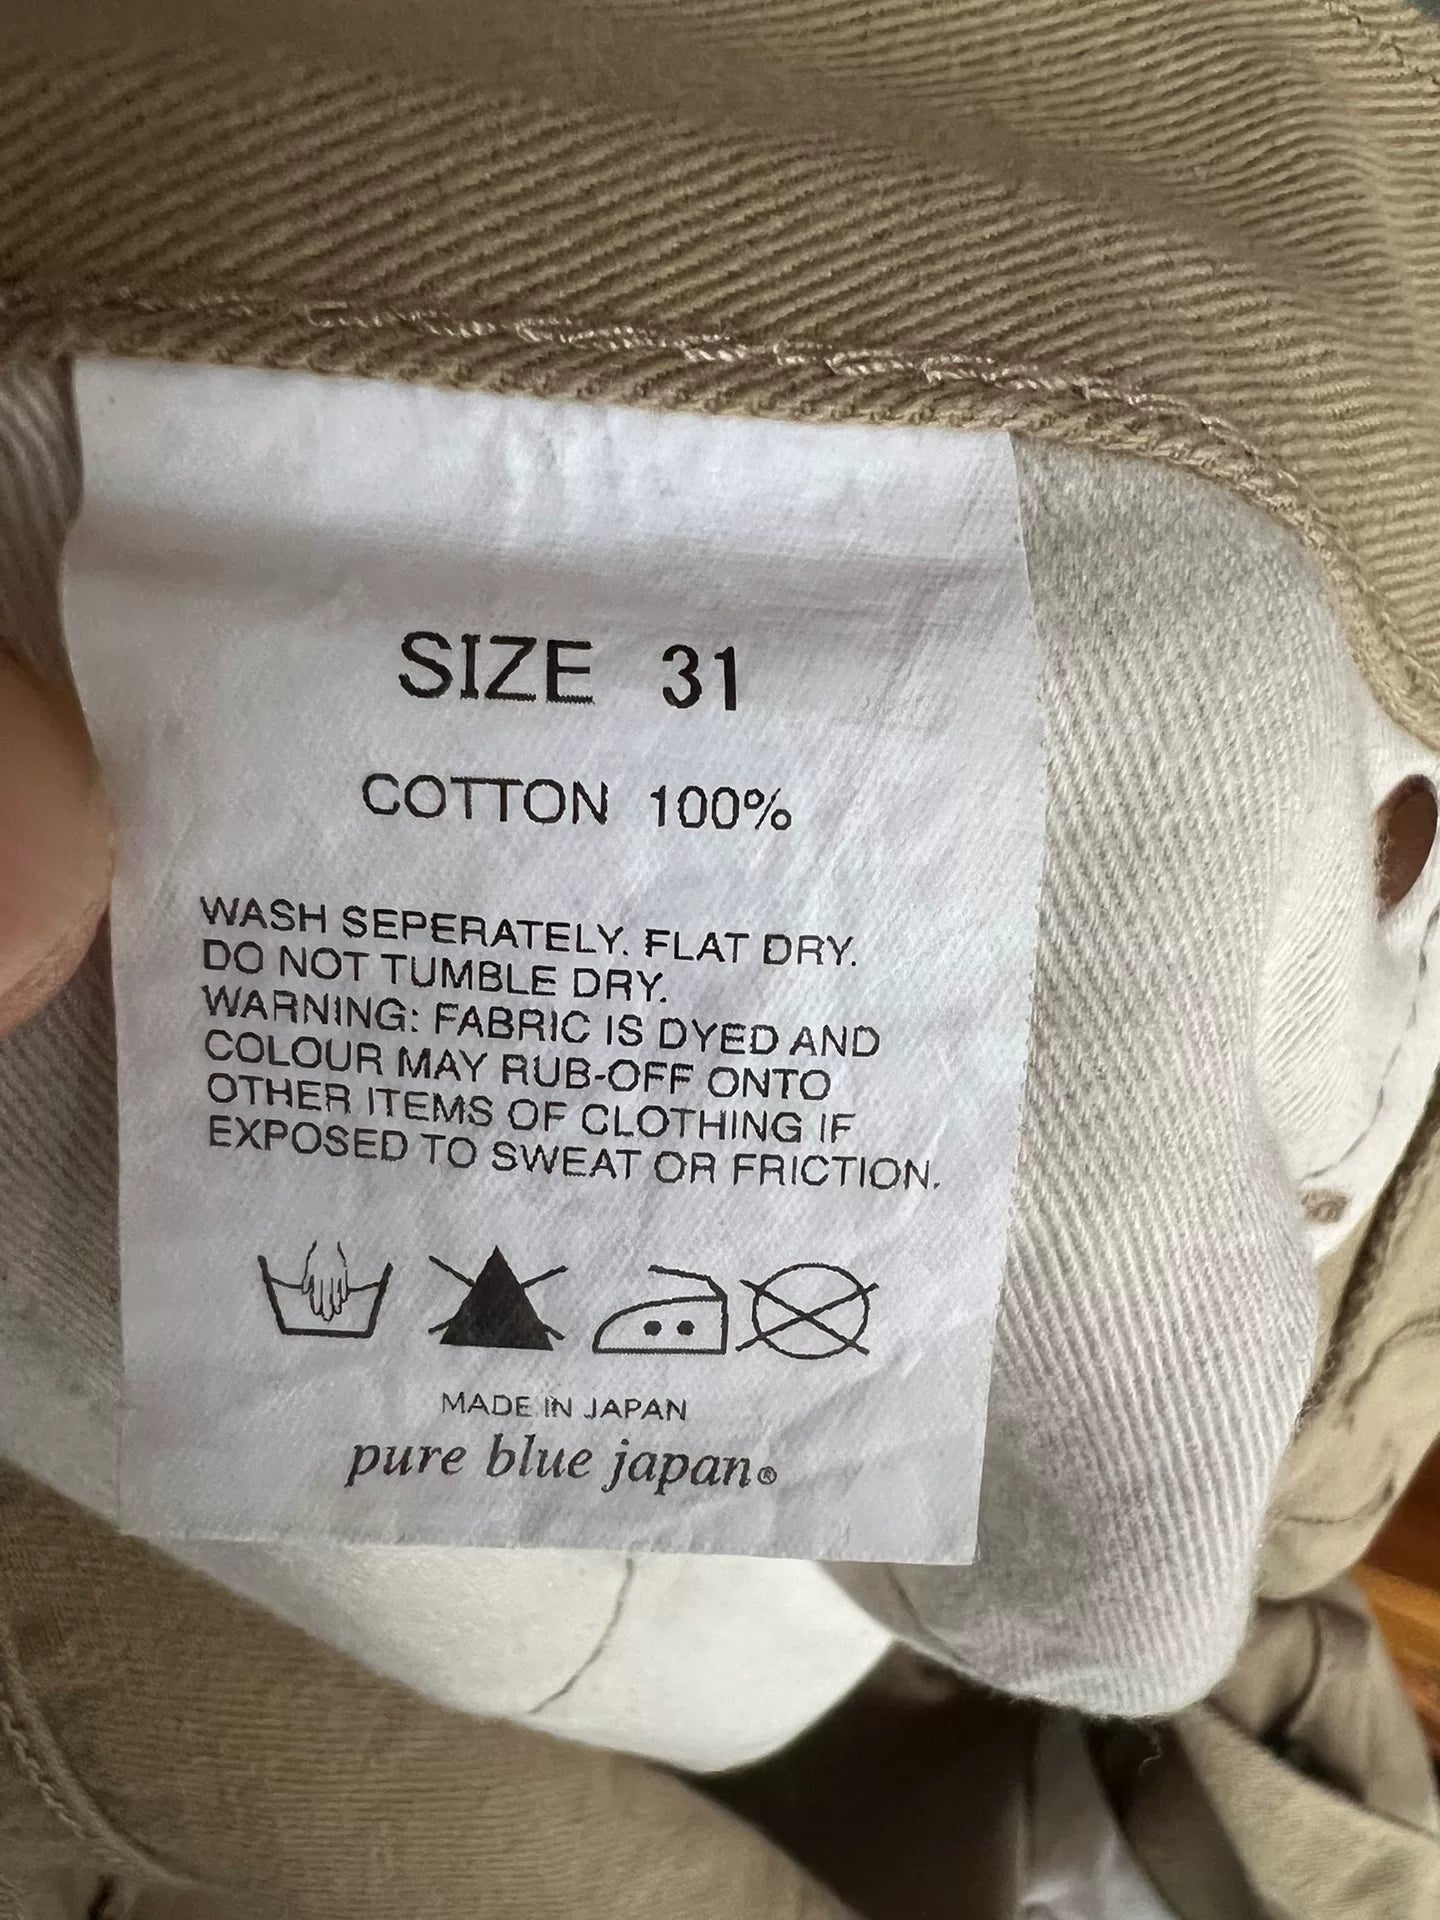 SIZE 31
COTTON 100%
WASH SEPERATELY. FLAT DRY.
DO NOT TUMBLE DRY.
WARNING: FABRIC IS DYED AND
COLOUR MAY RUB-OFF ONTO
OTHER ITEMS OF CLOTHING IF
EXPOSED TO SWEAT OR FRICTION.
MADE IN JAPAN
pure blue japan®